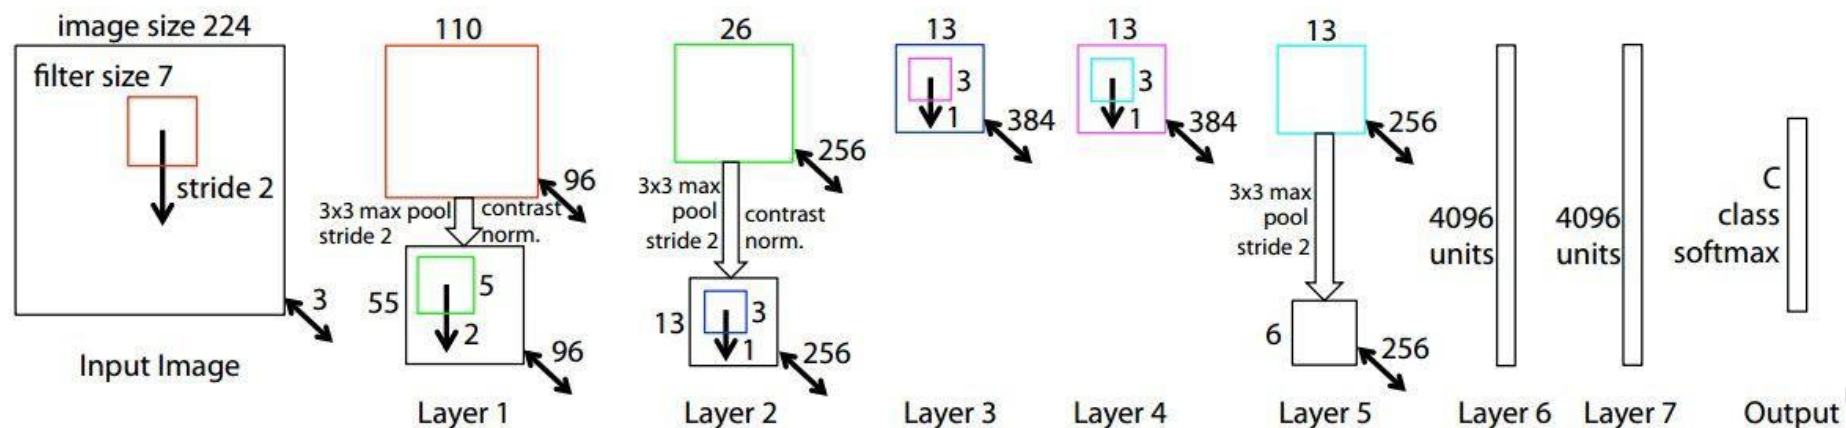 image size 224
filter size 7
stride 2
3
Input Image
110
96
3x3 max pool
stride 2
contrast
norm.
55
5
2
96
Layer 1
26
256
3x3 max
pool
stride 2
contrast
norm.
13
3
1
256
Layer 2
13
3
1
384
Layer 3
13
3
1
384
Layer 4
13
256
3x3 max
pool
stride 2
6
256
Layer 5
4096
units
Layer 6
4096
units
Layer 7
C
class
softmax
Output